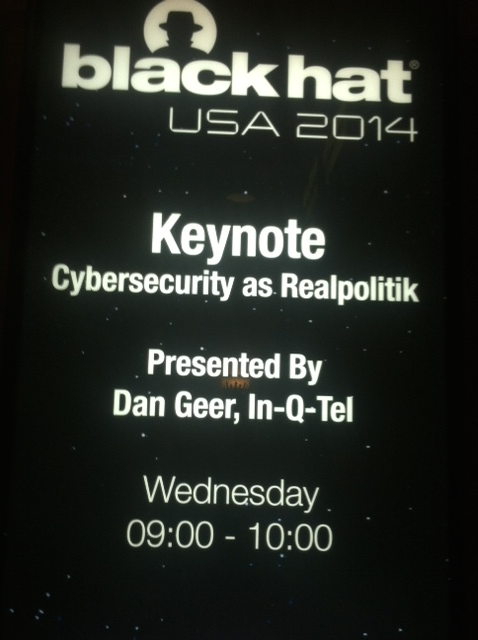 black hat®
USA 2014
Keynote
Cybersecurity as Realpolitik
Presented By
Dan Geer, In-Q-Tel
Wednesday
09:00 - 10:00